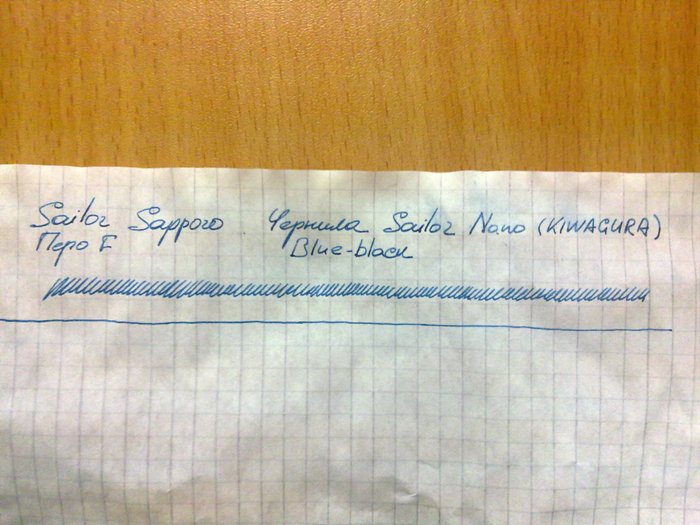 Sailor Sapporo Чернила Sailor Nano (KIWAGURA)
Перо F Blue-black